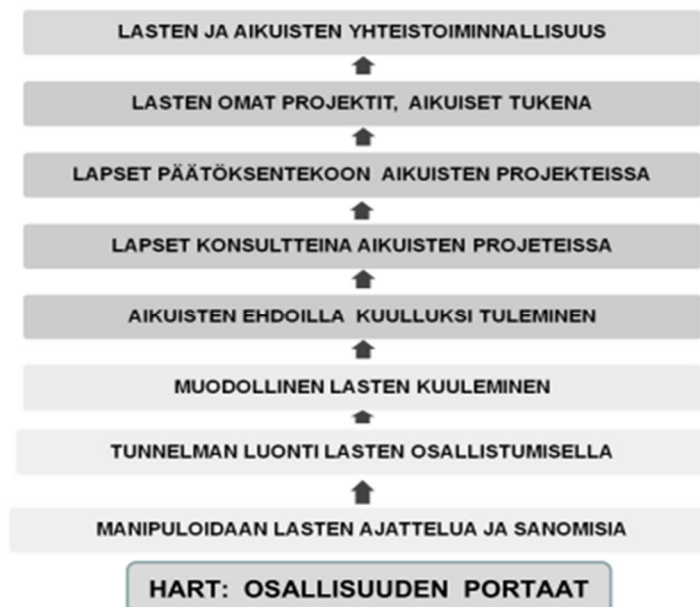 LASTEN JA AIKUISTEN YHTEISTOIMINNALLISUUS
LASTEN OMAT PROJEKTIT, AIKUISET TUKENA
LAPSET PÄÄTÖKSENTEKOON AIKUISTEN PROJEKTEISSA
LAPSET KONSULTTEINA AIKUISTEN PROJETEISSA
AIKUISTEN EHDOILLA KUULLUKSI TULEMINEN
MUODOLLINEN LASTEN KUULEMINEN
TUNNELMAN LUONTI LASTEN OSALLISTUMISELLA
MANIPULOIDAAN LASTEN AJATTELUA JA SANOMISIA
HART: OSALLISUUDEN PORTAAT